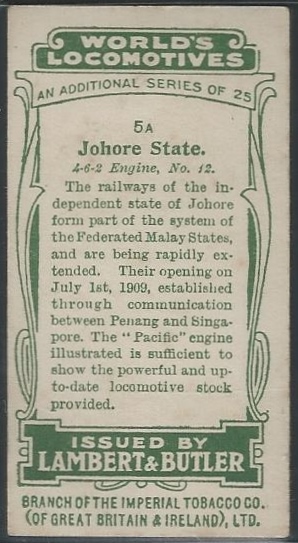 WORLD'S
LOCOMOTIVES
AN ADDITIONAL SERIES OF 25
5A
Johore State.
4-6-2 Engine, No. 12.
The railways of the in-
dependent state of Johore
form part of the system of
the Federated Malay States,
and are being rapidly ex-
tended. Their opening on
July 1st, 1909, established
through communication
between Penang and Singa-
pore. The "Pacific" engine
illustrated is sufficient to
show the powerful and up-
to-date locomotive stock
provided.
ISSUED BY
LAMBERT & BUTLER
BRANCH OF THE IMPERIAL TOBACCO CO.
(OF GREAT BRITAIN & IRELAND), LTD.